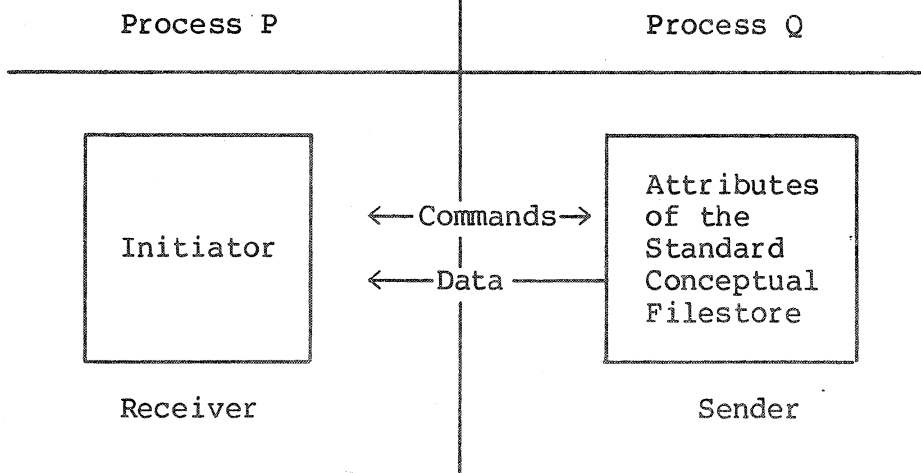 Process P
Process Q
Initiator
Commands
Data
Attributes
of the
Standard
Conceptual
Filestore
Receiver
Sender